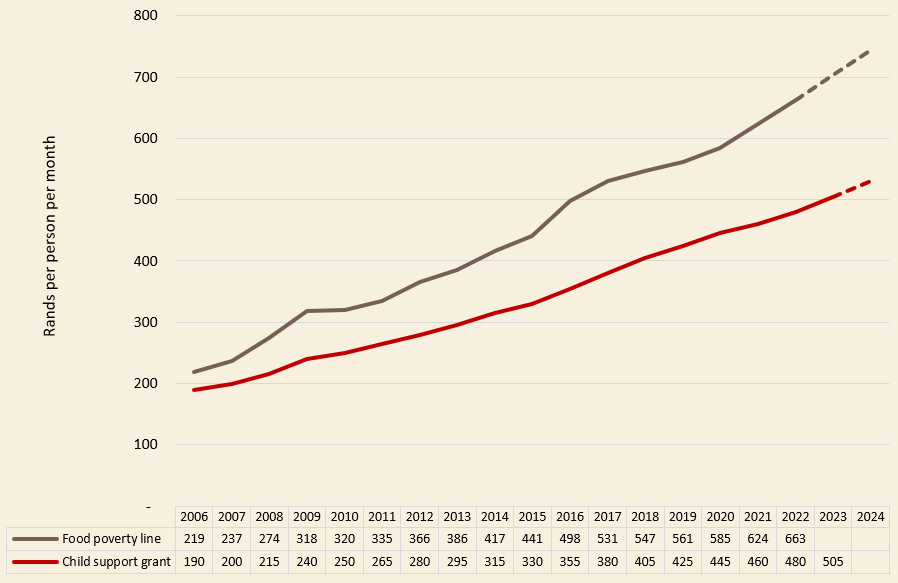 800
700
600
500
400
300
200
100
-
Rands per person per month
2006 2007 2008 2009 2010 2011 2012 2013 2014 2015 2016 2017 2018 2019 2020 2021 2022 2023 2024
Food poverty line 219 237 274 318 320 335 366 386 417 441 498 531 547 561 585 624 663
Child support grant 190 200 215 240 250 265 280 295 315 330 355 380 405 425 445 460 480 505